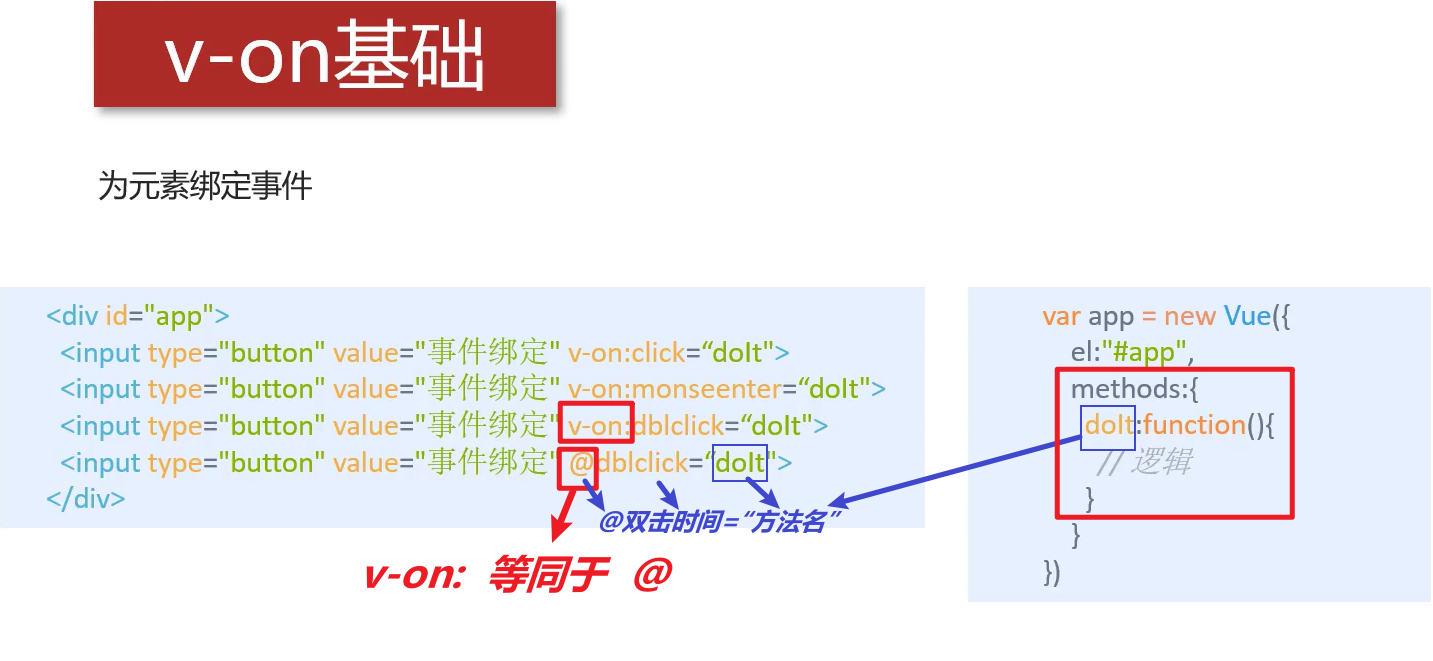 v-on基础
为元素绑定事件
<div id="app">
<input type="button" value="事件绑定" v-on:click=“doIt">
<input type="button" value="事件绑定" v-on:monseenter=“doIt">
<input type="button" value="事件绑定" v-on:dblclick=“doIt">
<input type="button" value="事件绑定" @dblclick=“doIt">
</div>
@双击时间=“方法名”
v-on: 等同于 @
var app = new Vue({
el:"#app",
methods:{
doIt:function(){
// 逻辑
}
}
})